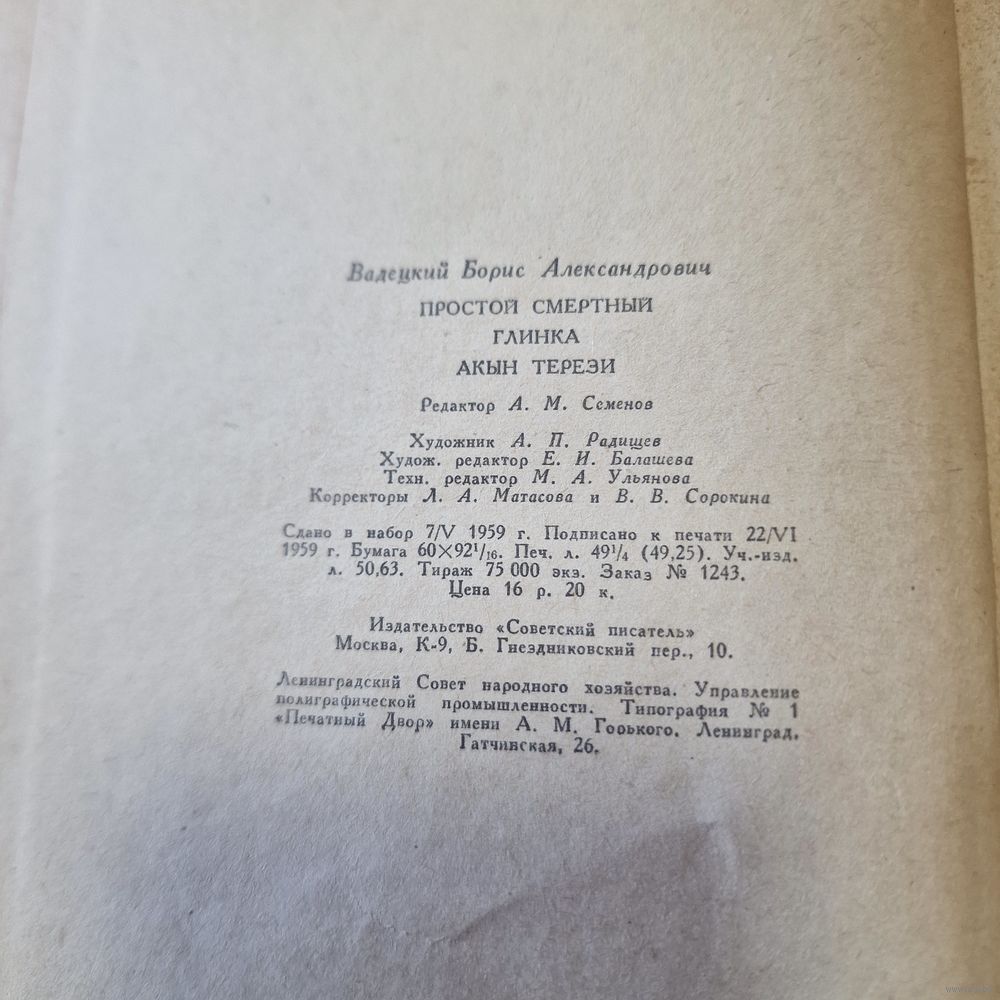 Вадецкий Борис Александрович
ПРОСТОЙ СМЕРТНЫЙ
ГЛИНКА
АКЫН ТЕРЕЗИ
Редактор А. М. Семенов
Художник А. П. Радищев
Худож. редактор Е. И. Балашева
Техн. редактор М. А. Ульянова
Корректоры Л. А. Матасова и В. В. Сорокина
Сдано в набор 7/V 1959 г. Подписано к печати 22/VI
1959 г. Бумага 60×92¹/₁₆. Печ. л. 49¹/₄ (49,25). Уч.-изд.
л. 50,63. Тираж 75 000 экз. Заказ № 1243.
Цена 16 р. 20 к.
Издательство «Советский писатель»
Москва, К-9, Б. Гнездниковский пер., 10.
Ленинградский Совет народного хозяйства. Управление
полиграфической промышленности. Типография № 1
«Печатный Двор» имени А. М. Горького. Ленинград,
Гатчинская, 26.